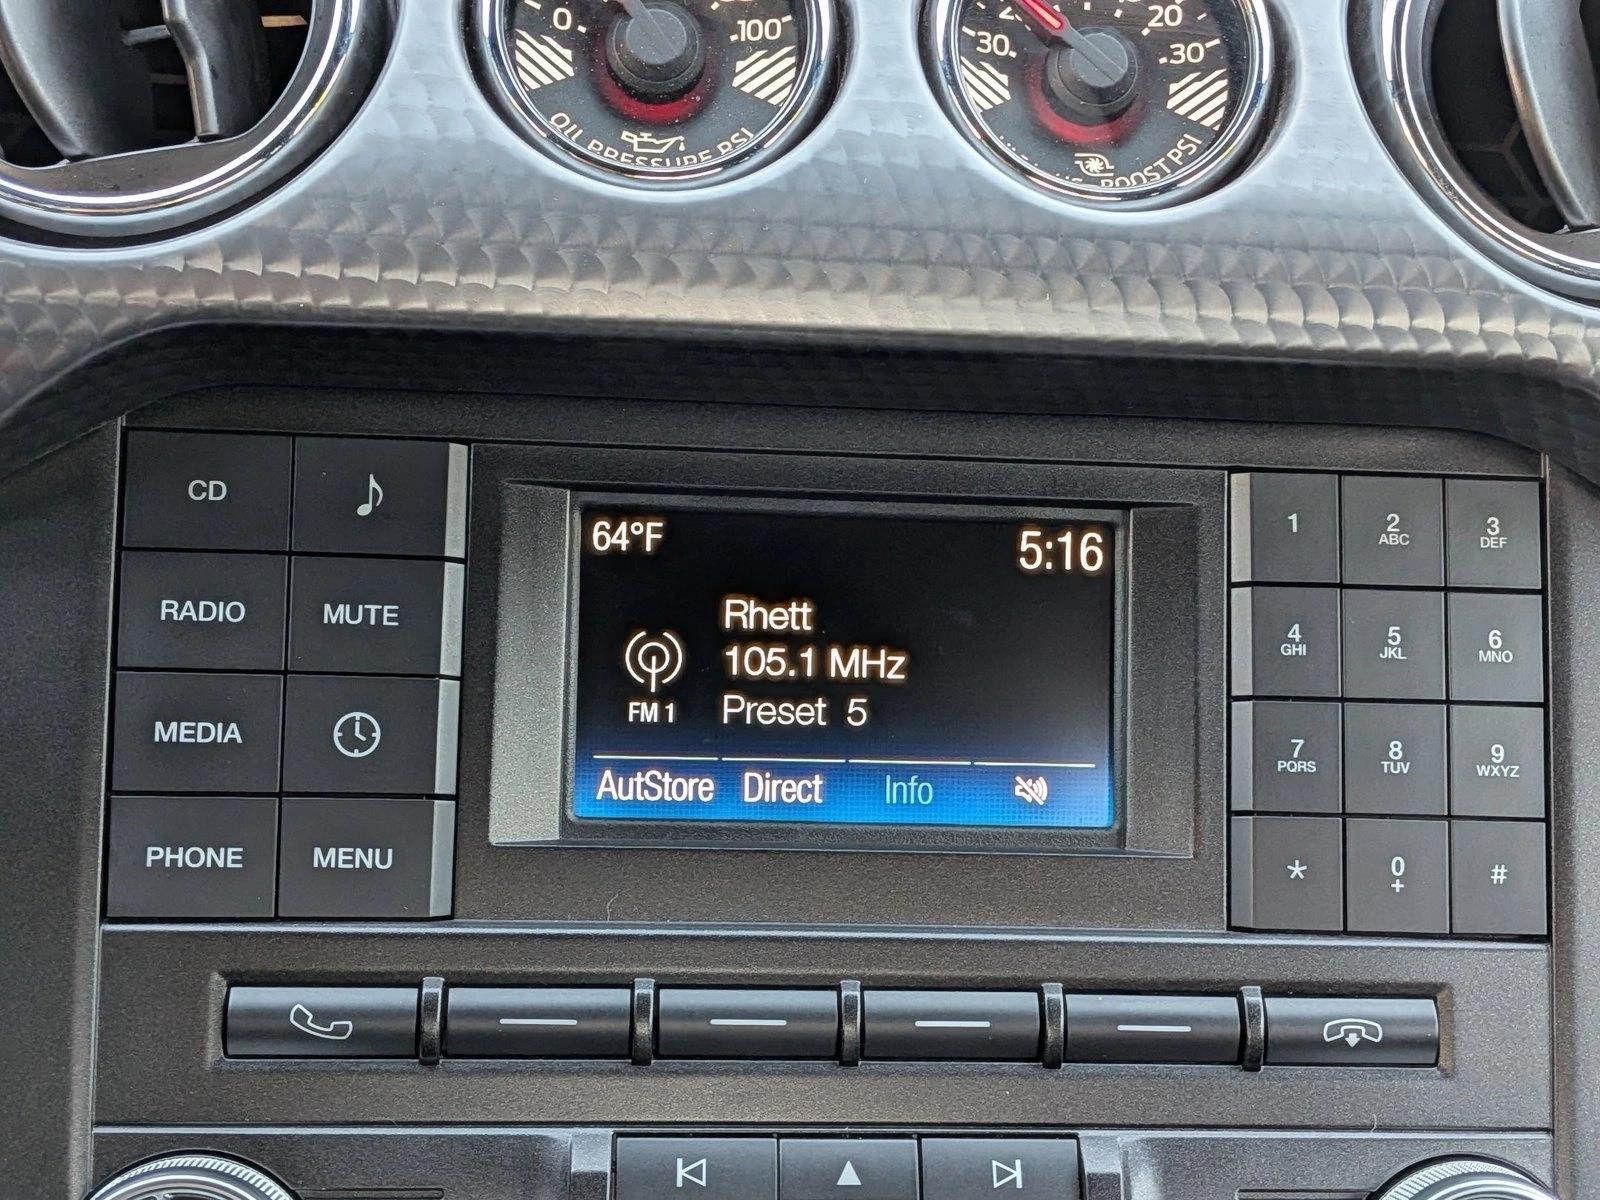 0
100
OIL PRESSURE PSI
30
20
30
BOOST PSI
CD
RADIO
MUTE
MEDIA
PHONE
MENU
64°F
5:16
Rhett
105.1 MHz
FM 1
Preset 5
AutStore
Direct
Info
1
2
ABC
3
DEF
4
GHI
5
JKL
6
MNO
7
PQRS
8
TUV
9
WXYZ
*
0
+
#